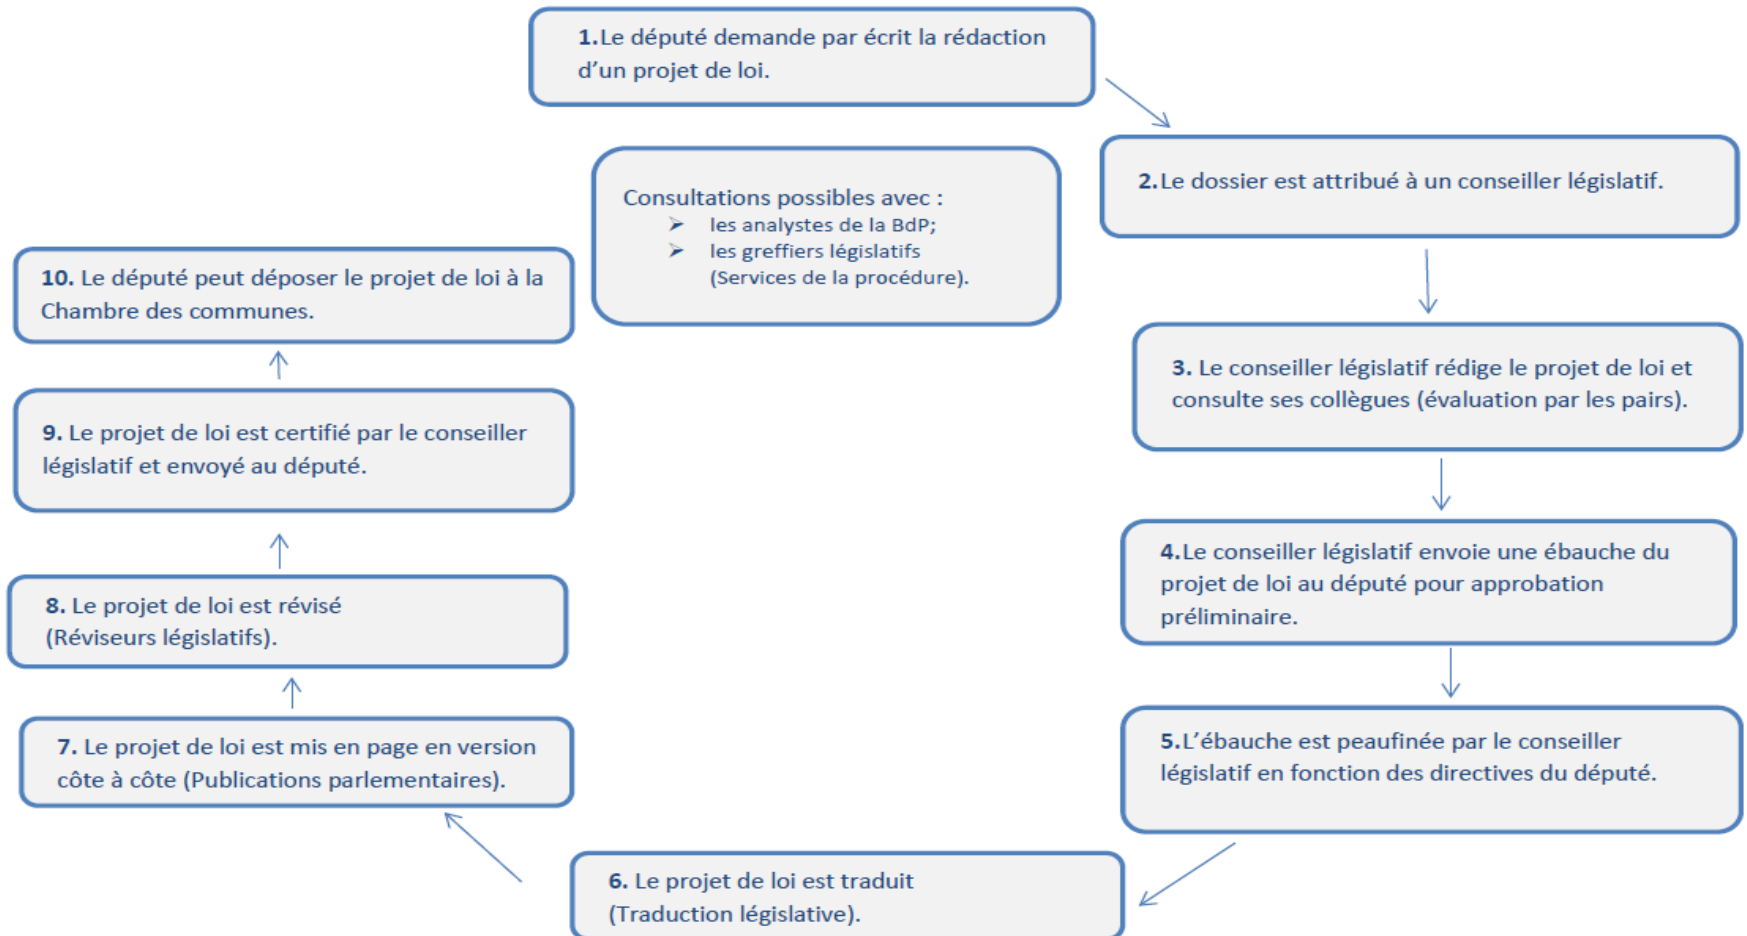 1.Le député demande par écrit la rédaction
d’un projet de loi.
2.Le dossier est attribué à un conseiller législatif.
Consultations possibles avec :
➢ les analystes de la BdP;
➢ les greffiers législatifs
(Services de la procédure).
3. Le conseiller législatif rédige le projet de loi et
consulte ses collègues (évaluation par les pairs).
4.Le conseiller législatif envoie une ébauche du
projet de loi au député pour approbation
préliminaire.
5.L’ébauche est peaufinée par le conseiller
législatif en fonction des directives du député.
6. Le projet de loi est traduit
(Traduction législative).
7. Le projet de loi est mis en page en version
côte à côte (Publications parlementaires).
8. Le projet de loi est révisé
(Réviseurs législatifs).
9. Le projet de loi est certifié par le conseiller
législatif et envoyé au député.
10. Le député peut déposer le projet de loi à la
Chambre des communes.